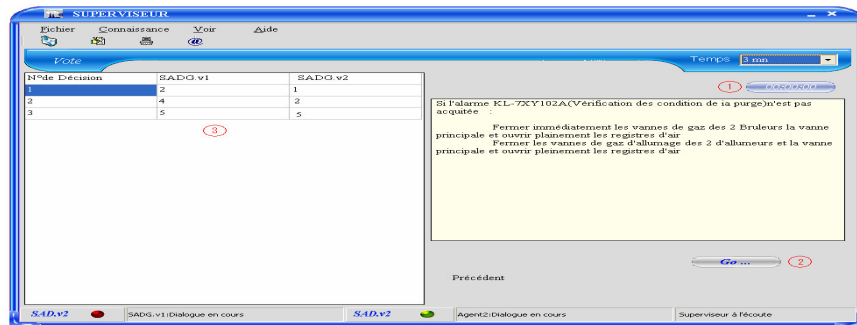 SUPERVISEUR
Fichier Connaissance Voir Aide
Vote
Temps 3 mn
N°de Décision SADG.v1 SADG.v2
1 2 1
2 4 2
3 5 5
1 00:00:00
3
Si l'alarme KL-7XY102A(Vérification des condition de ia purge)n'est pas
acquitée :
Fermer immédiatement les vannes de gaz des 2 Bruleurs la vanne
principale et ouvrir plainement les registres d'air
Fermer les vannes de gaz d'allumage des 2 d'allumeurs et la vanne
principale et ouvrir pleinement les registres d'air
Go ... 2
Précédent
SAD.v2 SADG.v1:Dialogue en cours SAD.v2 Agent2:Dialogue en cours Superviseur à l'écoute